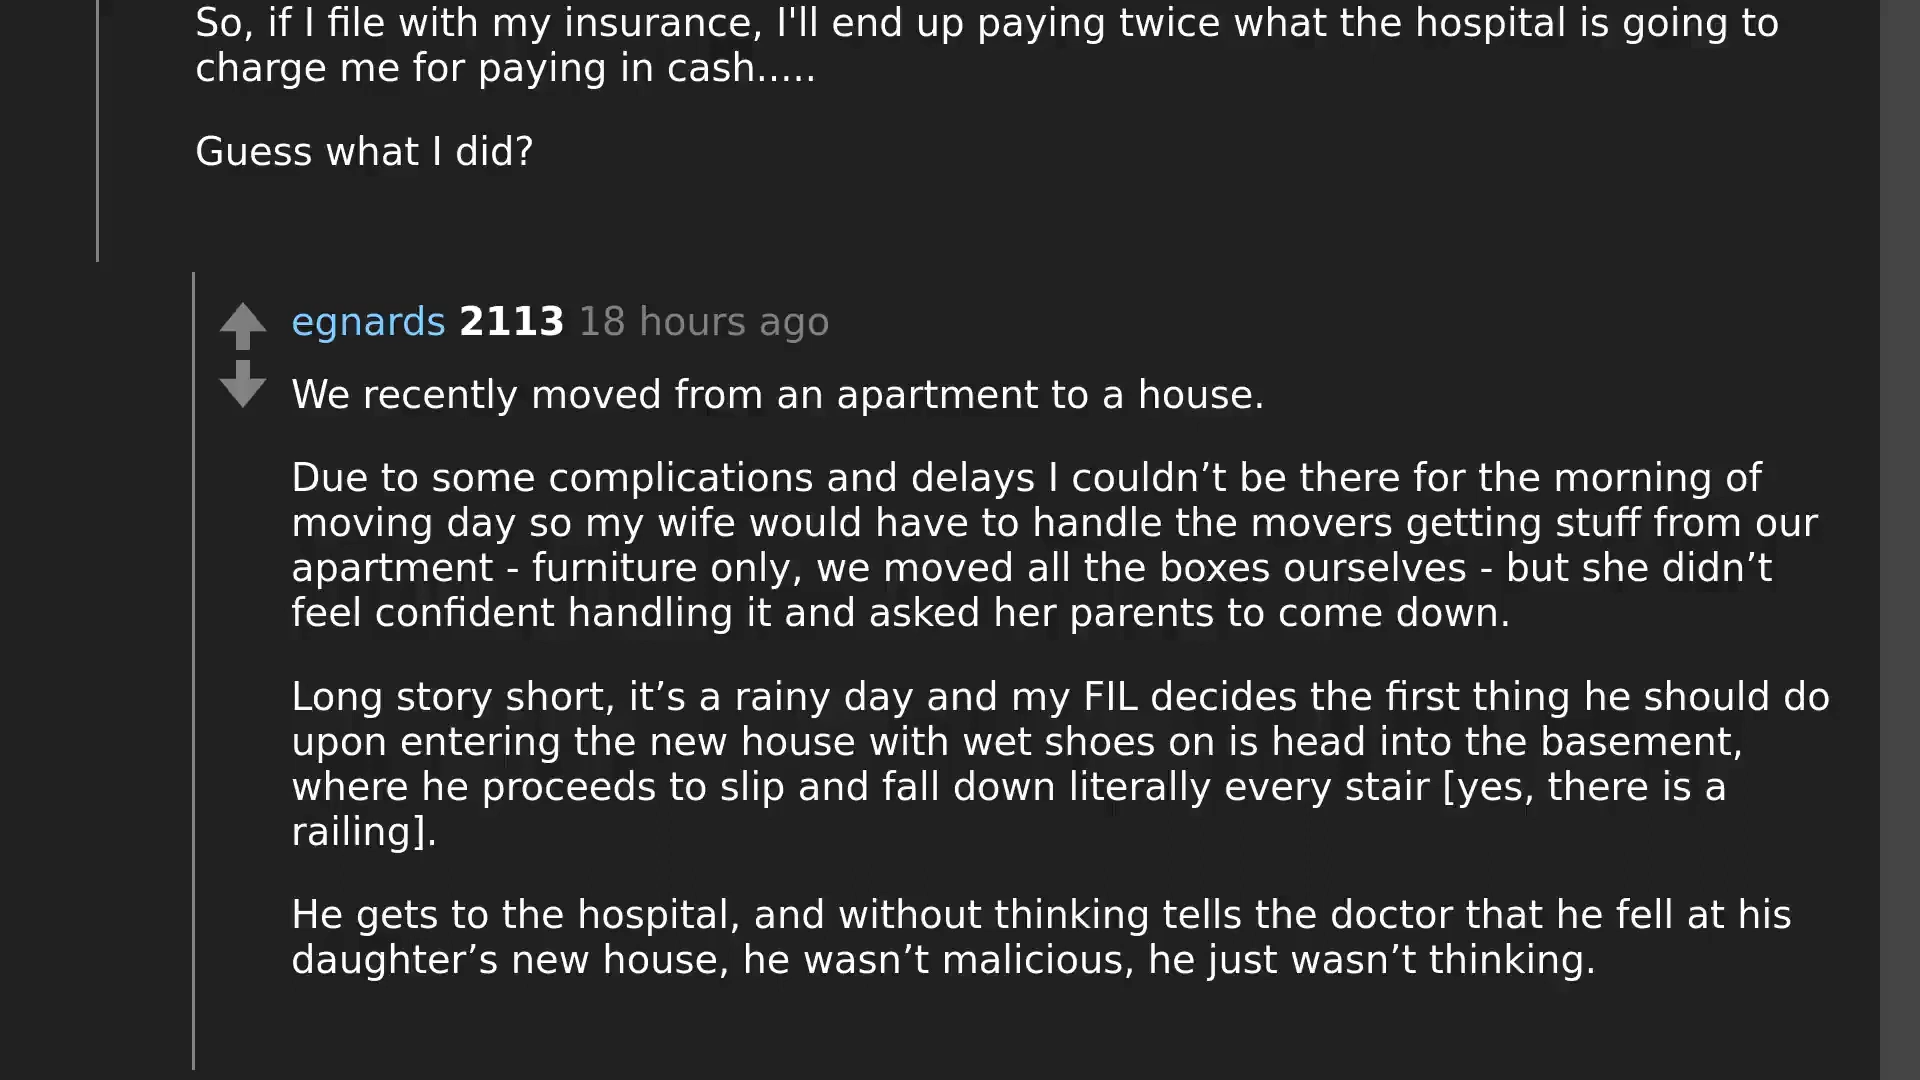 So, if I file with my insurance, I'll end up paying twice what the hospital is going to
charge me for paying in cash.....
Guess what I did?
egnards 2113 18 hours ago
We recently moved from an apartment to a house.
Due to some complications and delays I couldn’t be there for the morning of
moving day so my wife would have to handle the movers getting stuff from our
apartment - furniture only, we moved all the boxes ourselves - but she didn’t
feel confident handling it and asked her parents to come down.
Long story short, it’s a rainy day and my FIL decides the first thing he should do
upon entering the new house with wet shoes on is head into the basement,
where he proceeds to slip and fall down literally every stair [yes, there is a
railing].
He gets to the hospital, and without thinking tells the doctor that he fell at his
daughter’s new house, he wasn’t malicious, he just wasn’t thinking.